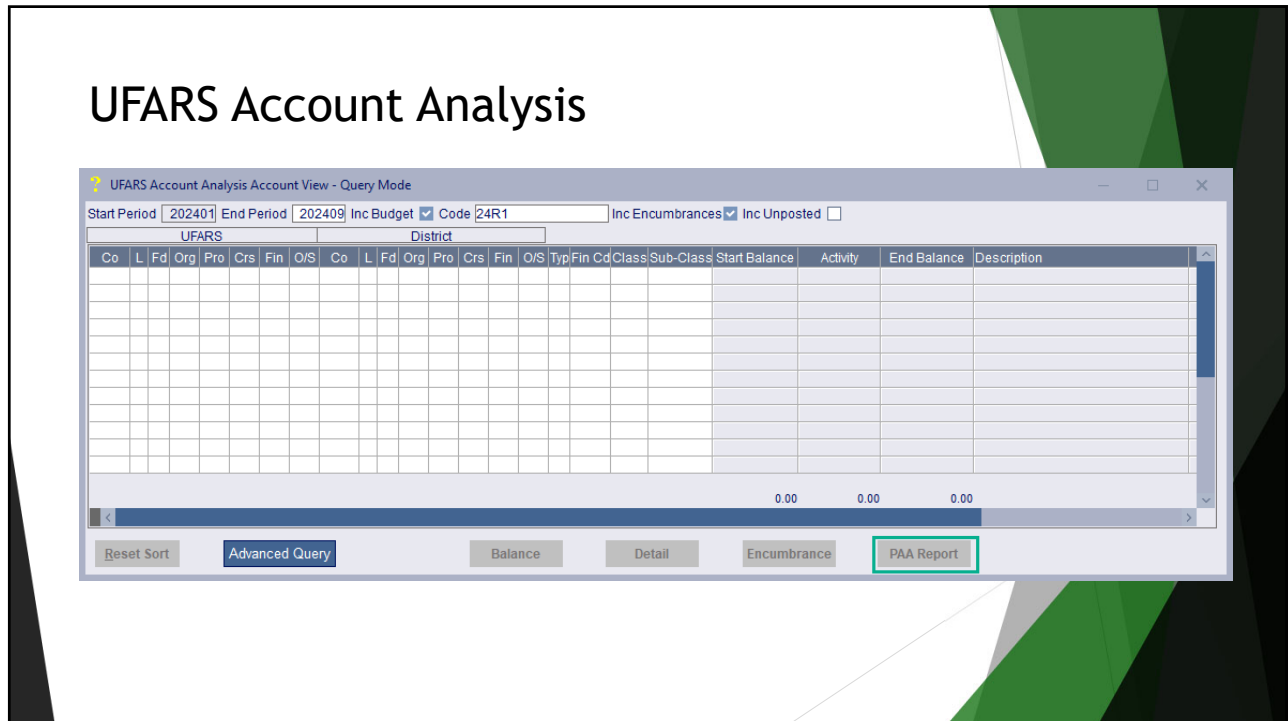 UFARS Account Analysis
? UFARS Account Analysis Account View - Query Mode
Start Period 202401 End Period 202409 Inc Budget Code 24R1 Inc Encumbrances Inc Unposted
UFARS District
Co L Fd Org Pro Crs Fin O/S Co L Fd Org Pro Crs Fin O/S Typ Fin Cd Class Sub-Class Start Balance Activity End Balance Description
0.00 0.00 0.00
Reset Sort Advanced Query Balance Detail Encumbrance PAA Report